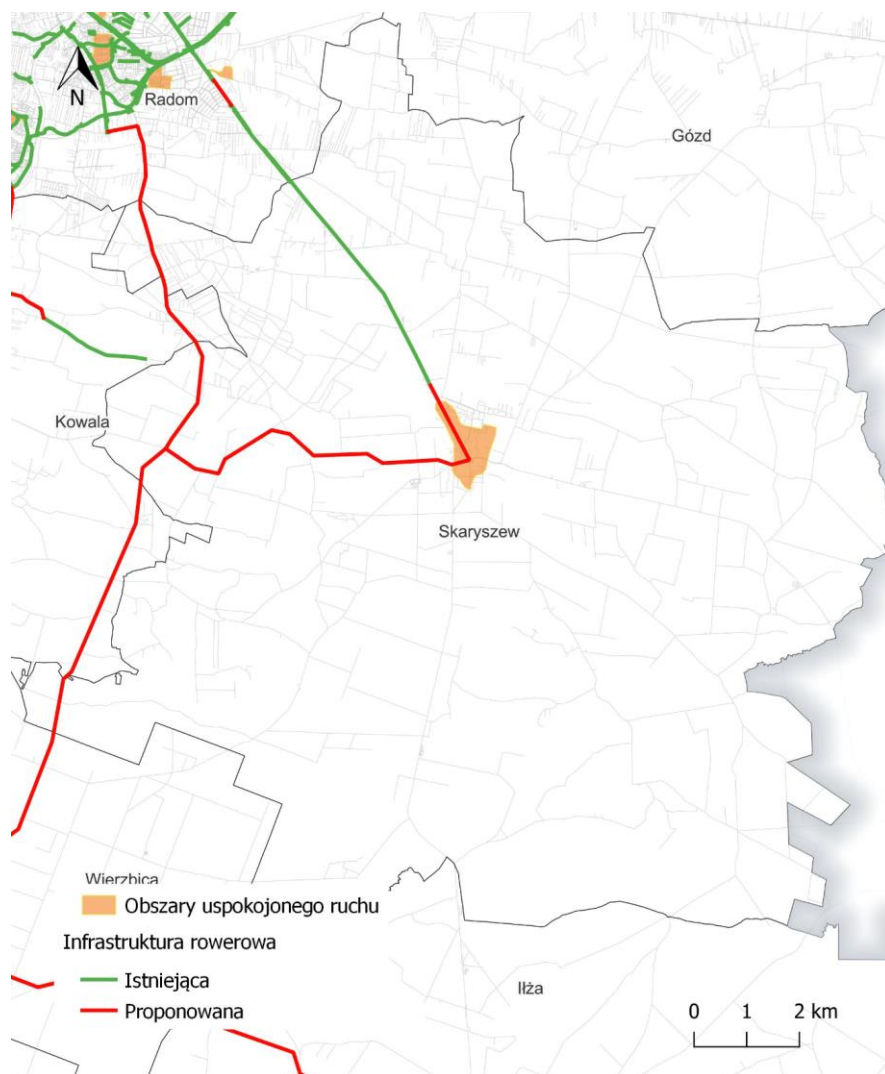 N
Radom
Gózd
Kowala
Skaryszew
Wierzbica
Obszary uspokojonego ruchu
Infrastruktura rowerowa
Istniejąca
Proponowana
Iłża
0 1 2 km